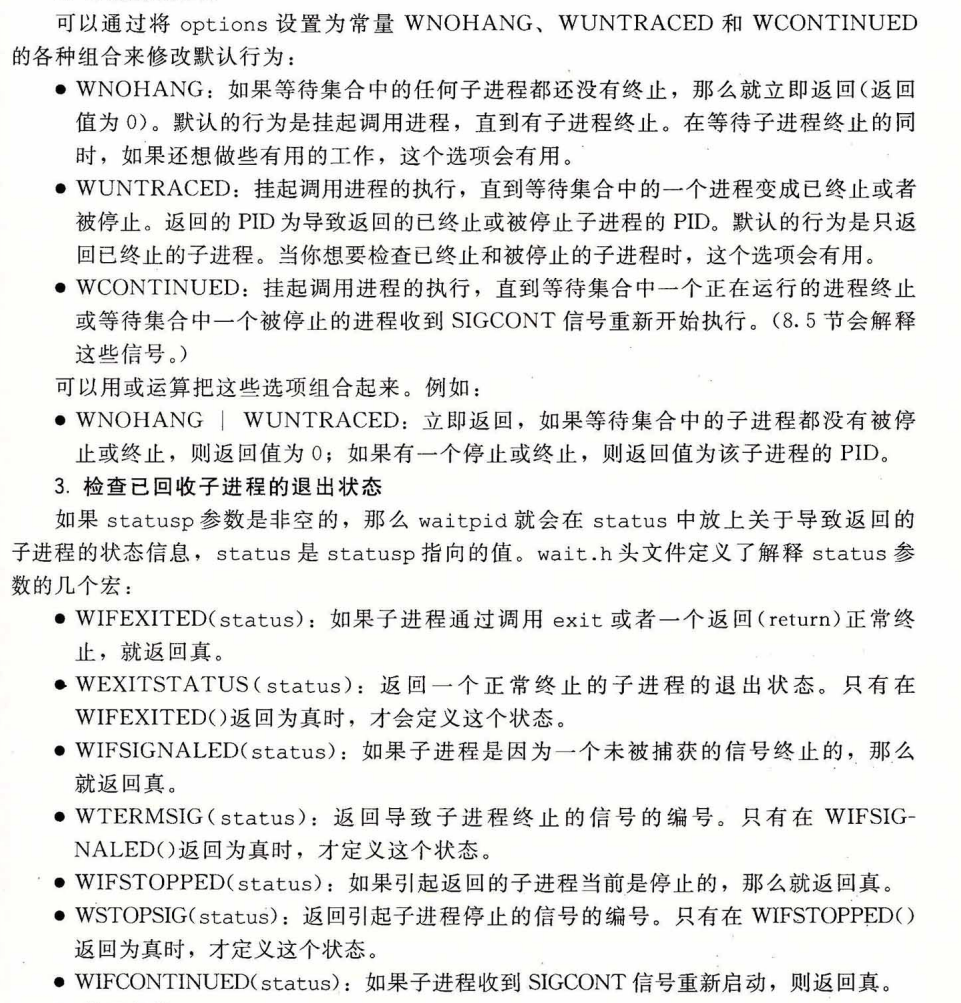 可以通过将 options 设置为常量 WNOHANG、WUNTRACED 和 WCONTINUED
的各种组合来修改默认行为：
● WNOHANG：如果等待集合中的任何子进程都还没有终止，那么就立即返回(返回
值为 0)。默认的行为是挂起调用进程，直到有子进程终止。在等待子进程终止的同
时，如果还想做些有用的工作，这个选项会有用。
● WUNTRACED：挂起调用进程的执行，直到等待集合中的一个进程变成已终止或者
被停止。返回的 PID 为导致返回的已终止或被停止子进程的 PID。默认的行为是只返
回已终止的子进程。当你想要检查已终止和被停止的子进程时，这个选项会有用。
● WCONTINUED：挂起调用进程的执行，直到等待集合中一个正在运行的进程终止
或等待集合中一个被停止的进程收到 SIGCONT 信号重新开始执行。(8.5 节会解释
这些信号。)
可以用或运算把这些选项组合起来。例如：
● WNOHANG | WUNTRACED：立即返回，如果等待集合中的子进程都没有被停
止或终止，则返回值为 0；如果有一个停止或终止，则返回值为该子进程的 PID。
3. 检查已回收子进程的退出状态
如果 statusp 参数是非空的，那么 waitpid 就会在 status 中放上关于导致返回的
子进程的状态信息，status 是 statusp 指向的值。wait.h 头文件定义了解释 status 参
数的几个宏：
● WIFEXITED(status)：如果子进程通过调用 exit 或者一个返回(return)正常终
止，就返回真。
● WEXITSTATUS(status)：返回一个正常终止的子进程的退出状态。只有在
WIFEXITED()返回为真时，才会定义这个状态。
● WIFSIGNALED(status)：如果子进程是因为一个未被捕获的信号终止的，那么
就返回真。
● WTERMSIG(status)：返回导致子进程终止的信号的编号。只有在 WIFSIG-
NALED()返回为真时，才定义这个状态。
● WIFSTOPPED(status)：如果引起返回的子进程当前是停止的，那么就返回真。
● WSTOPSIG(status)：返回引起子进程停止的信号的编号。只有在 WIFSTOPPED()
返回为真时，才定义这个状态。
● WIFCONTINUED(status)：如果子进程收到 SIGCONT 信号重新启动，则返回真。